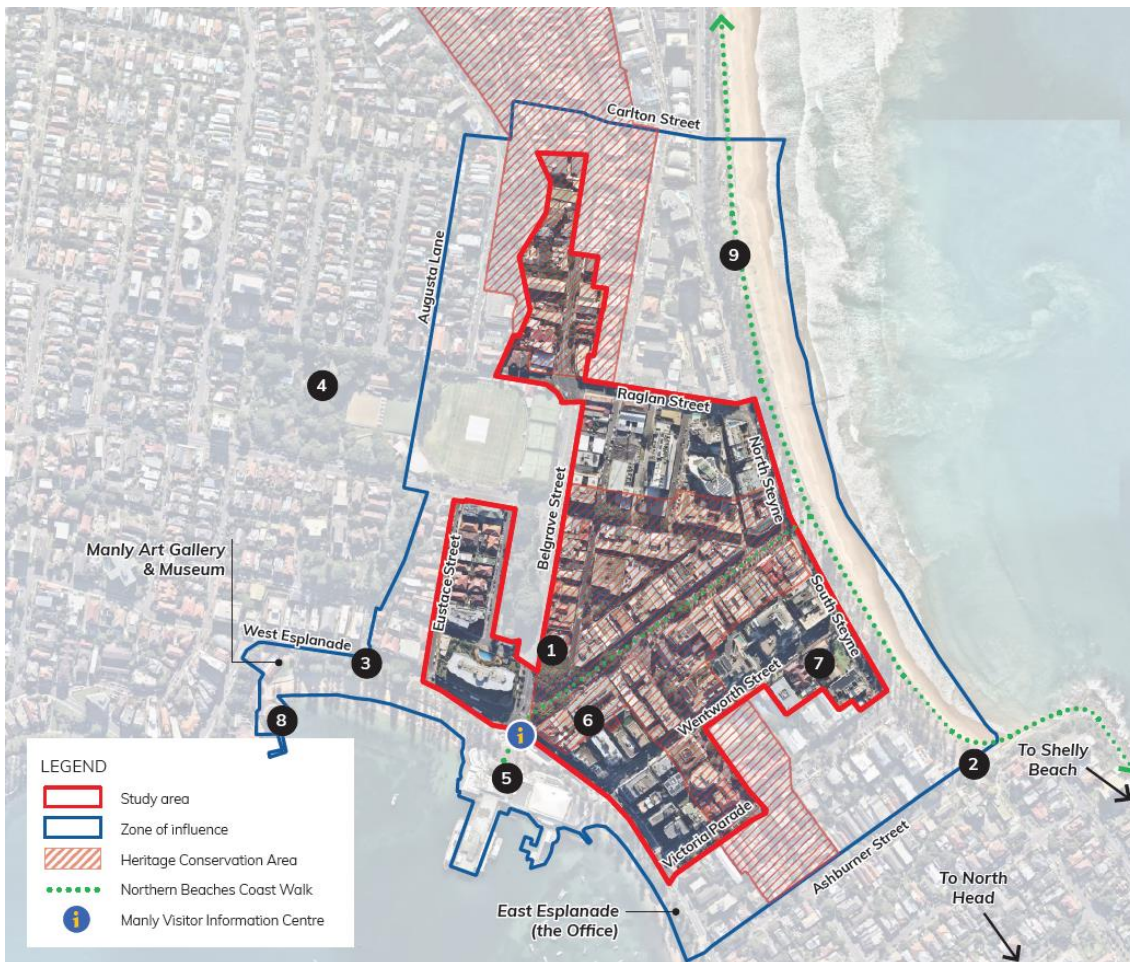 Carlton Street
Augusta Lane
9
4
Raglan Street
North Steyne
Belgrave Street
Manly Art Gallery
& Museum
Eustace Street
South Steyne
West Esplanade
3
1
7
Wentworth Street
8
6
i
5
2
To Shelly
Beach
Victoria Parade
Ashburner Street
To North
Head
East Esplanade
(the Office)
LEGEND
Study area
Zone of influence
Heritage Conservation Area
Northern Beaches Coast Walk
i
Manly Visitor Information Centre